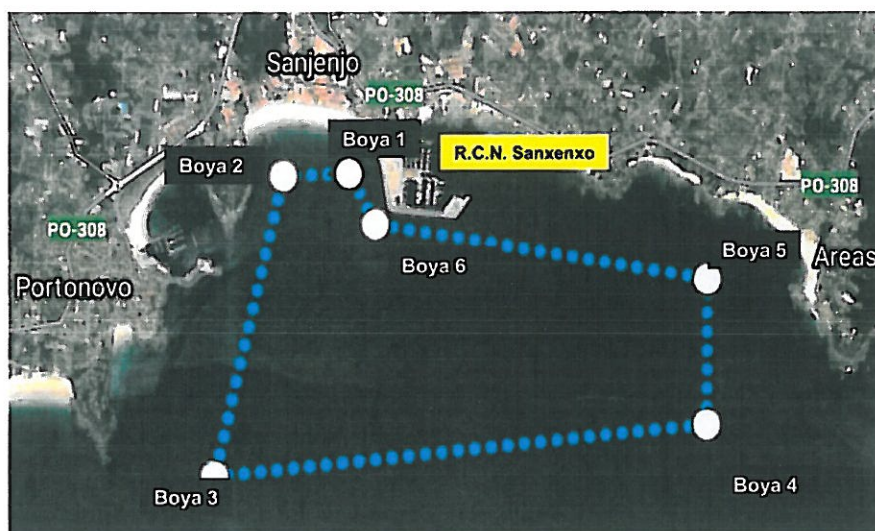 Sanjenjo
PO-308
Boya 1
R.C.N. Sanxenxo
Boya 2
PO-308
PO-308
Boya 5
Areas
Boya 6
Portonovo
Boya 3
Boya 4